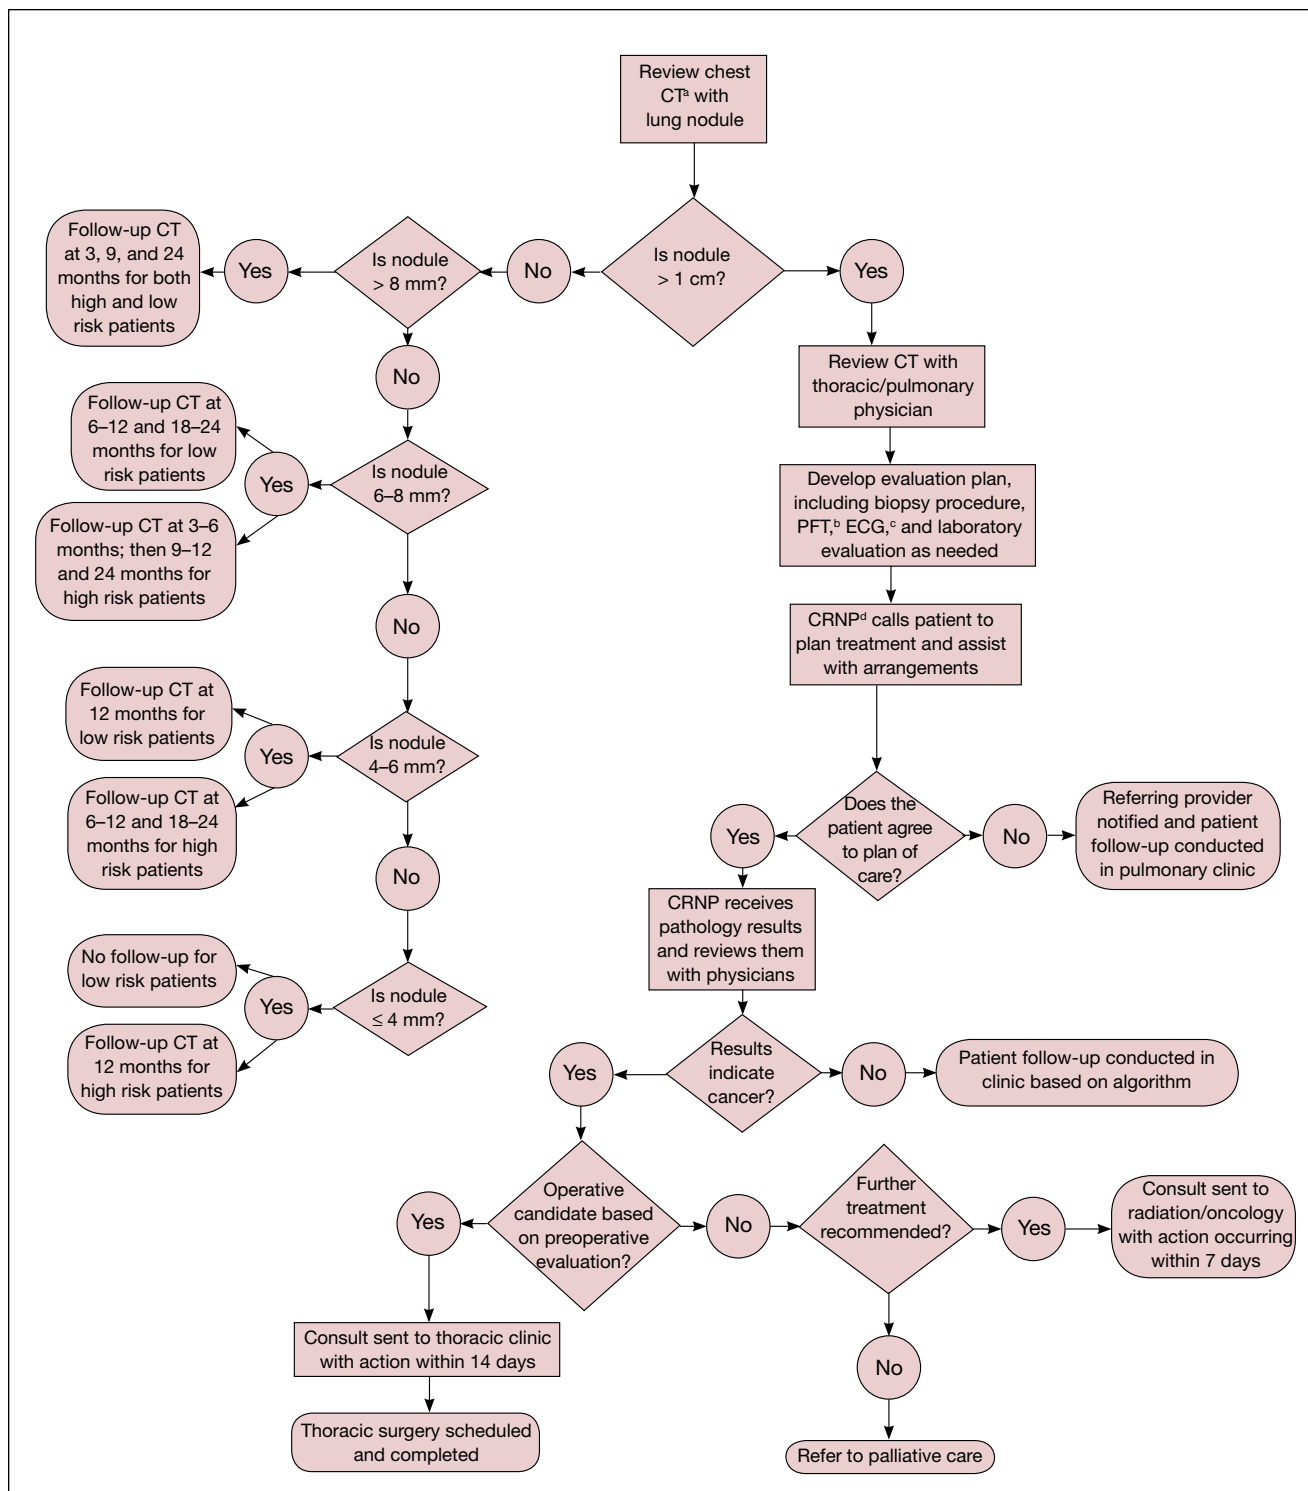 Review chest
CTᵃ with
lung nodule
Is nodule
> 1 cm?
No
Yes
Is nodule
> 8 mm?
Yes
Follow-up CT
at 3, 9, and 24
months for both
high and low
risk patients
No
Is nodule
6–8 mm?
Yes
Follow-up CT at
6–12 and 18–24
months for low
risk patients
Follow-up CT at 3–6
months; then 9–12
and 24 months for
high risk patients
No
Is nodule
4–6 mm?
Yes
Follow-up CT at
12 months for
low risk patients
Follow-up CT at
6–12 and 18–24
months for high
risk patients
No
Is nodule
≤ 4 mm?
Yes
No follow-up for
low risk patients
Follow-up CT at
12 months for
high risk patients
Review CT with
thoracic/pulmonary
physician
Develop evaluation plan,
including biopsy procedure,
PFT,ᵇ ECG,ᶜ and laboratory
evaluation as needed
CRNPᵈ calls patient to
plan treatment and assist
with arrangements
Does the
patient agree
to plan of
care?
No
Referring provider
notified and patient
follow-up conducted
in pulmonary clinic
Yes
CRNP receives
pathology results
and reviews them
with physicians
Results
indicate
cancer?
No
Patient follow-up conducted in
clinic based on algorithm
Yes
Operative
candidate based
on preoperative
evaluation?
Yes
Consult sent to thoracic clinic
with action within 14 days
Thoracic surgery scheduled
and completed
No
Further
treatment
recommended?
Yes
Consult sent to
radiation/oncology
with action occurring
within 7 days
No
Refer to palliative care